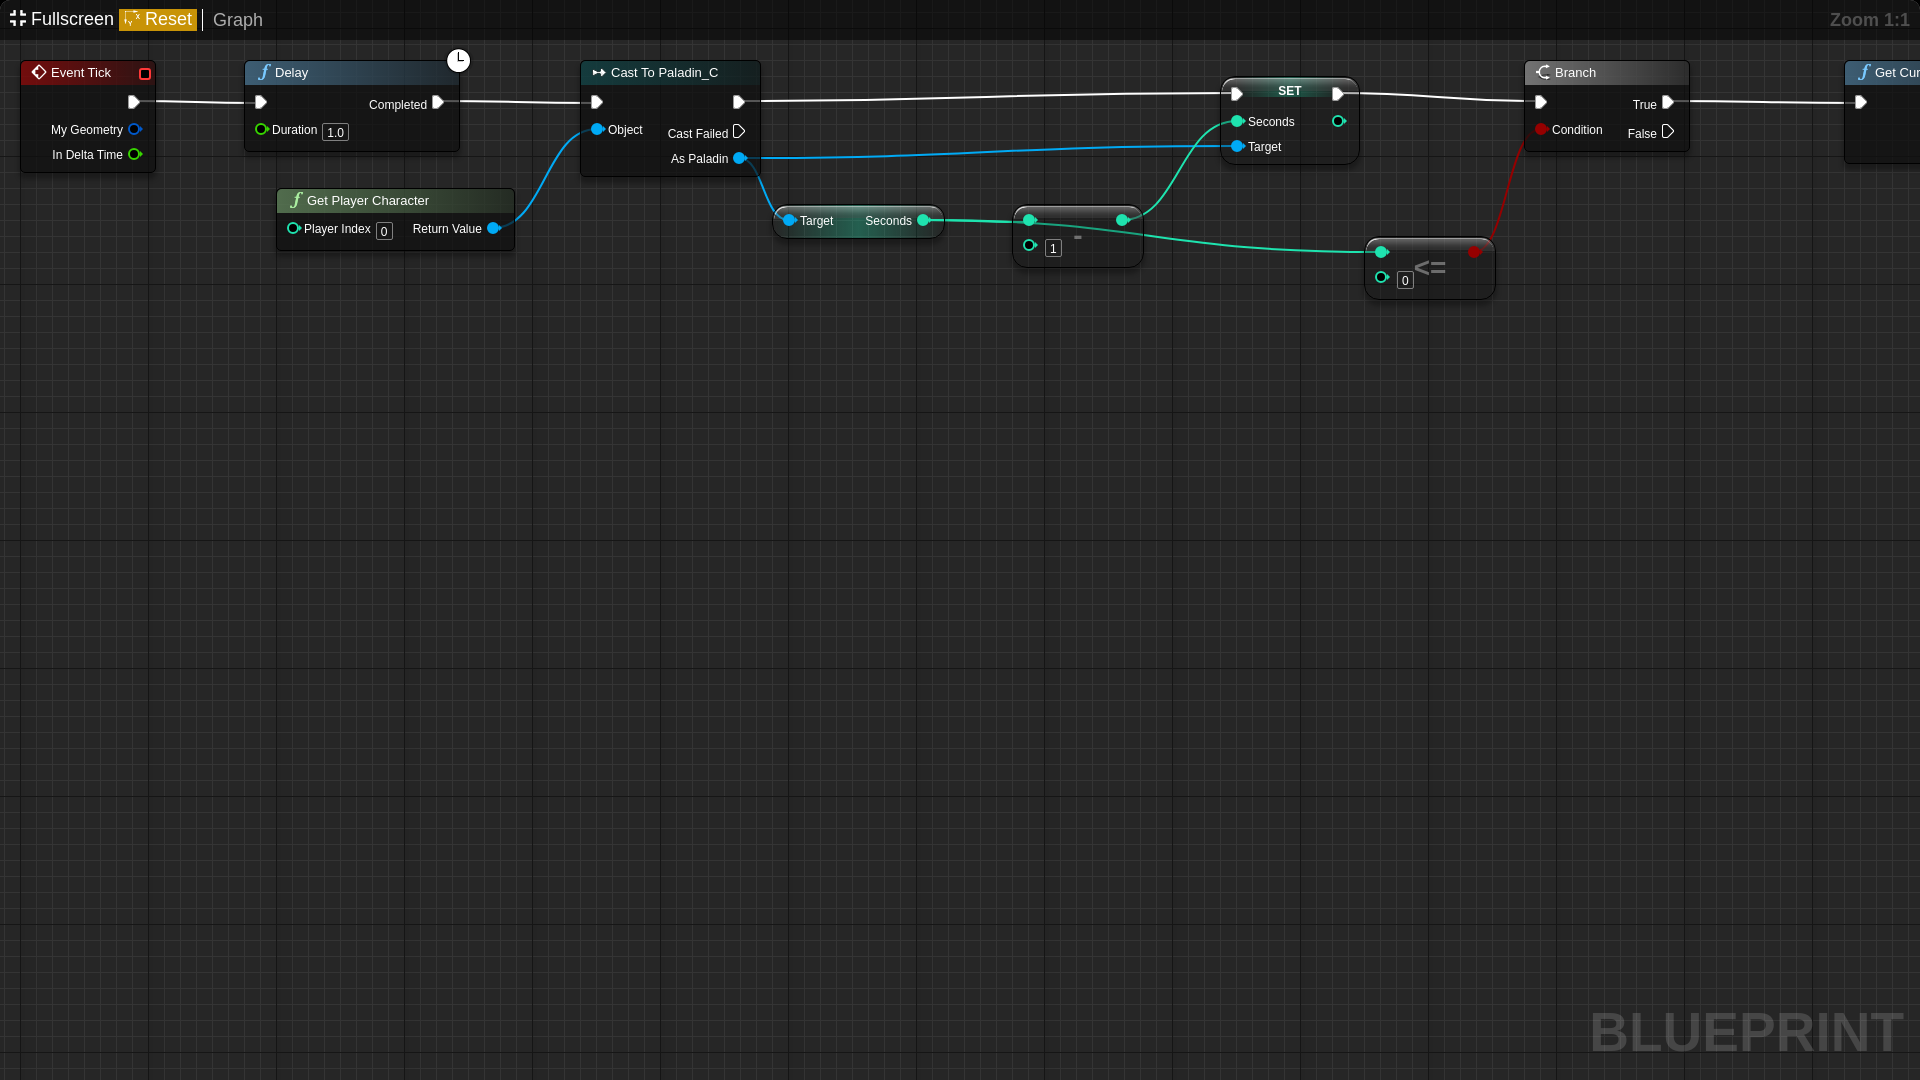 Fullscreen Reset Graph Zoom 1:1
Event Tick
My Geometry
In Delta Time
Delay
Completed
Duration 1.0
Get Player Character
Player Index 0 Return Value
Cast To Paladin_C
Object
Cast Failed
As Paladin
Target Seconds
-
1
SET
Seconds
Target
<=
0
Branch
True
Condition
False
Get Cur
BLUEPRINT